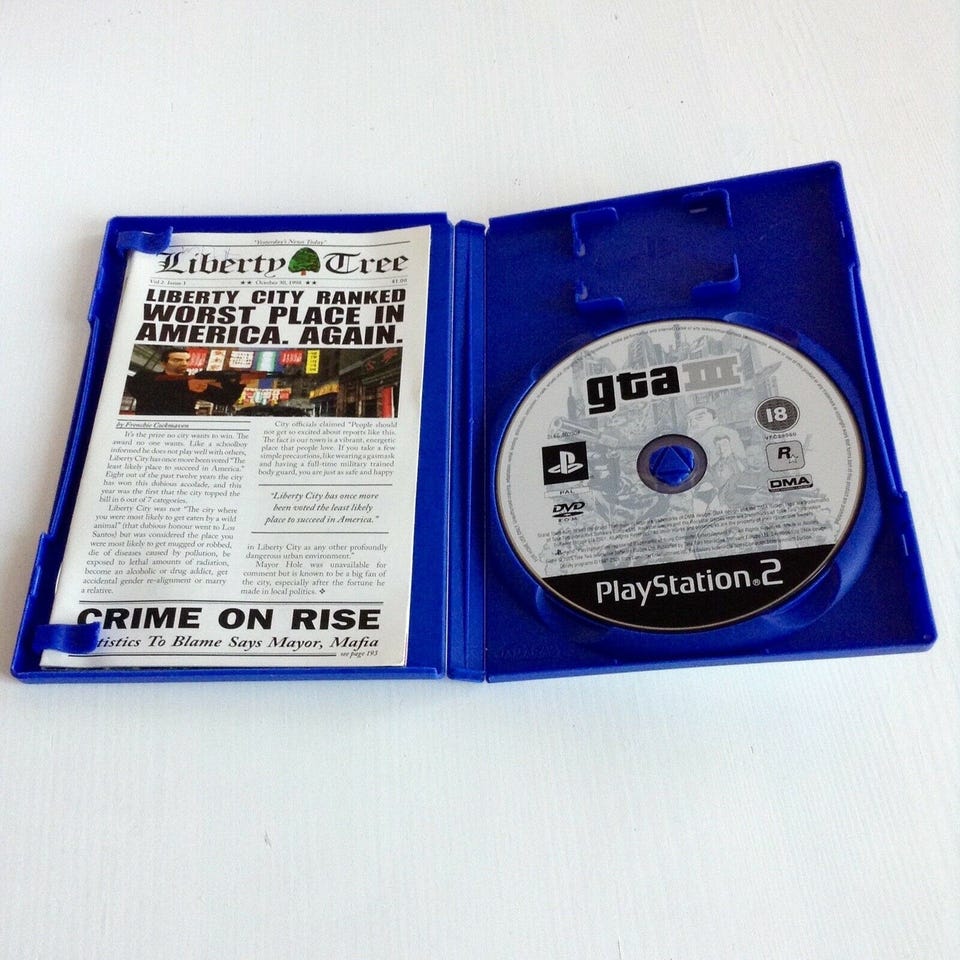 "Yesterday's News Today"
Liberty Tree
Vol 2. Issue 1 ★★ October 30, 1998 ★★ $1.00
LIBERTY CITY RANKED
WORST PLACE IN
AMERICA. AGAIN.
by Frenchie Cockmaven
It's the prize no city wants to win. The
award no one wants. Like a schoolboy
informed he does not play well with others,
Liberty City has once more been voted "The
least likely place to succeed in America."
Eight out of the past twelve years the city
has won this dubious accolade, and this
year was the first that the city topped the
bill in 6 out of 7 categories.
Liberty City was not "The city where
you were most likely to get eaten by a wild
animal" (that dubious honour went to Los
Santos) but was considered the place you
were most likely to get mugged or robbed,
die of diseases caused by pollution, be
exposed to lethal amounts of radiation,
become an alcoholic or drug addict, get
accidental gender re-alignment or marry
a relative.
City officials claimed "People should
not get so excited about reports like this.
The fact is our town is a vibrant, energetic
place that people love. If you take a few
simple precautions, like wearing a gasmask
and having a full-time military trained
body guard, you are just as safe and happy
"Liberty City has once more
been voted the least likely
place to succeed in America."
in Liberty City as any other profoundly
dangerous urban environment."
Mayor Hole was unavailable for
comment but is known to be a big fan of
the city, especially after the fortune he
made in local politics.
CRIME ON RISE
tistics To Blame Says Mayor, Mafia
see page 193
gta III
18
R
PAL
DVD
ROM
DMA
PlayStation®2